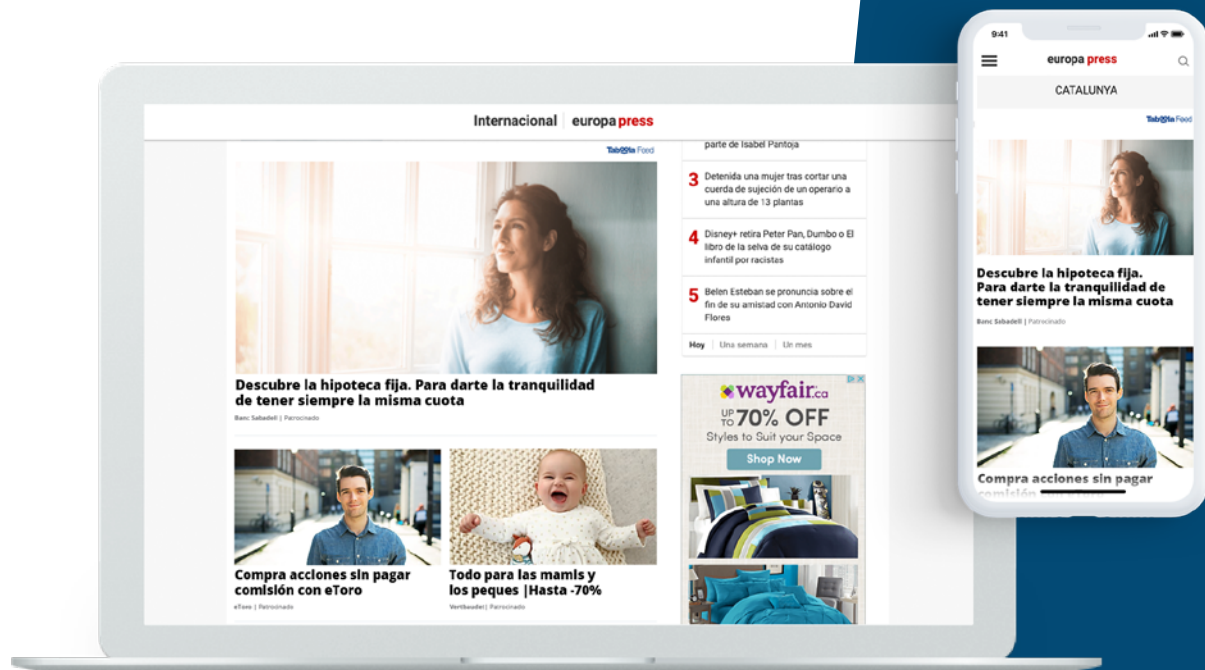 Internacional | europa press
Taboola Feed
Descubre la hipoteca fija. Para darte la tranquilidad
de tener siempre la misma cuota
Banc Sabadell | Patrocinado
Compra acciones sin pagar
comisión con eToro
eToro | Patrocinado
Todo para las mamis y
los peques |Hasta -70%
Vertbaudet| Patrocinado
parte de Isabel Pantoja
3 Detenida una mujer tras cortar una
cuerda de sujeción de un operario a
una altura de 13 plantas
4 Disney+ retira Peter Pan, Dumbo o El
libro de la selva de su catálogo
infantil por racistas
5 Belen Esteban se pronuncia sobre el
fin de su amistad con Antonio David
Flores
Hoy | Una semana | Un mes
wayfair.ca
UP TO 70% OFF
Styles to Suit your Space
Shop Now
9:41
europa press
CATALUNYA
Taboola Feed
Descubre la hipoteca fija.
Para darte la tranquilidad de
tener siempre la misma cuota
Banc Sabadell | Patrocinado
Compra acciones sin pagar
comisión con eToro